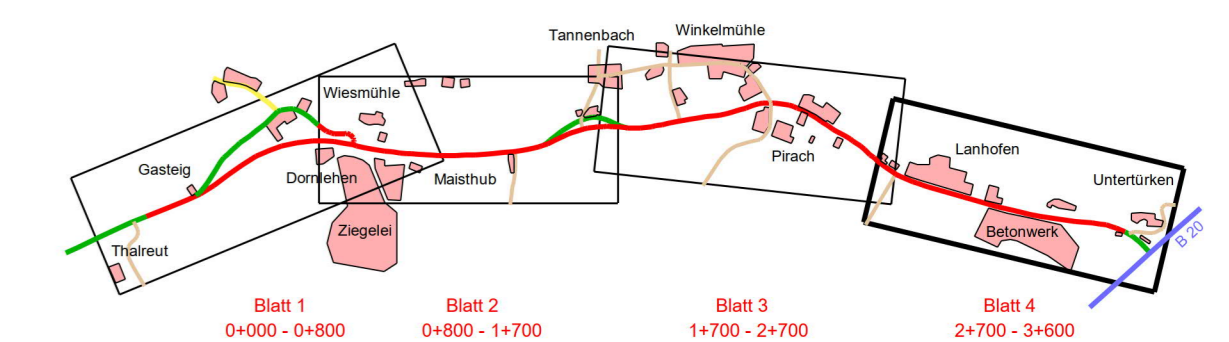 Tannenbach
Winkelmühle
Wiesmühle
Lanhofen
Gasteig
Pirach
Untertürken
Dornlehen
Maisthub
Ziegelei
Betonwerk
B 20
Thalreut
Blatt 1
0+000 - 0+800
Blatt 2
0+800 - 1+700
Blatt 3
1+700 - 2+700
Blatt 4
2+700 - 3+600